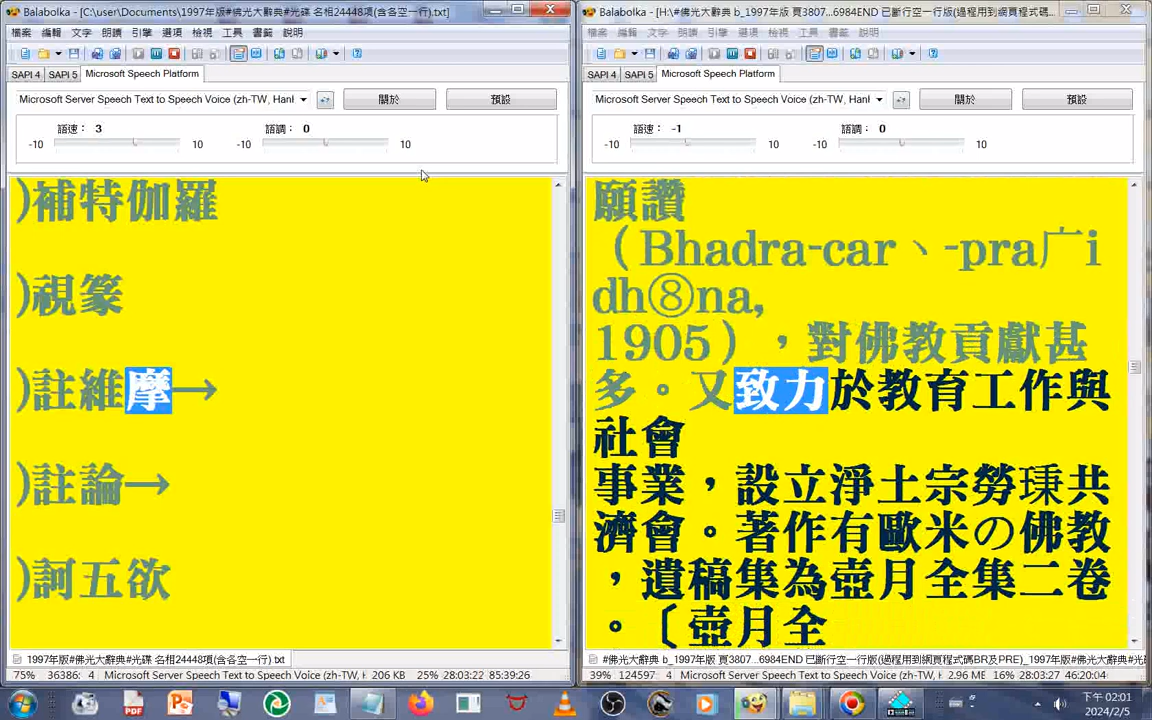 Balabolka - [C:\user\Documents\1997年版#佛光大辭典#光碟 名相24448項(含各空一行).txt]
檔案 編輯 文字 朗讀 引擎 選項 檢視 工具 書籤 說明
SAPI 4 SAPI 5 Microsoft Speech Platform
Microsoft Server Speech Text to Speech Voice (zh-TW, Hanl
關於
預設
語速： 3
語調： 0
-10 10 -10 10
)補特伽羅
)視篆
)註維摩→
)註論→
)訶五欲
1997年版#佛光大辭典#光碟 名相24448項(含各空一行).txt
75% 36386: 4 Microsoft Server Speech Text to Speech Voice (zh-TW, H 206 KB 25% 28:03:22 85:39:26
Balabolka - [H:\#佛光大辭典 b_1997年版 頁3807...6984END 已斷行空一行版(過程用到網頁程式碼...
檔案 編輯 文字 朗讀 引擎 選項 檢視 工具 書籤 說明
SAPI 4 SAPI 5 Microsoft Speech Platform
Microsoft Server Speech Text to Speech Voice (zh-TW, Hanl
關於
預設
語速： -1
語調： 0
-10 10 -10 10
願讚
（Bhadra-car、-pra广i
dh⑧na,
1905），對佛教貢獻甚
多。又致力於教育工作與
社會
事業，設立淨土宗勞捶共
濟會。著作有歐米の佛教
，遺稿集為壺月全集二卷
。〔壺月全
#佛光大辭典 b_1997年版 頁3807...6984END 已斷行空一行版(過程用到網頁程式碼BR及PRE)_1997年版#光
39% 124597: 4 Microsoft Server Speech Text to Speech Voice (zh-TW, H 2.96 ME 16% 28:03:27 46:20:04
下午 02:01
2024/2/5